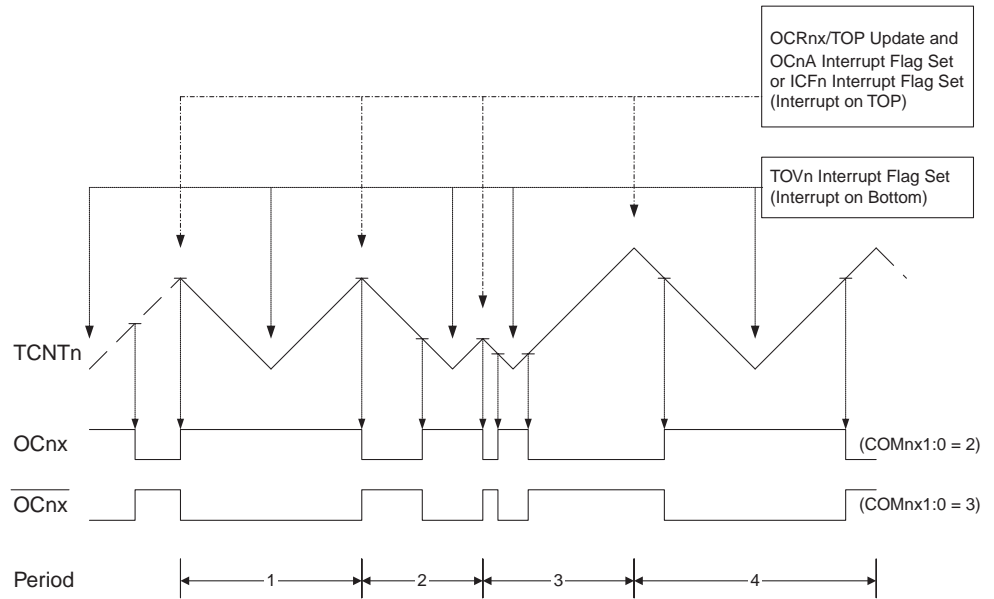 OCRnx/TOP Update and
OCnA Interrupt Flag Set
or ICFn Interrupt Flag Set
(Interrupt on TOP)
TOVn Interrupt Flag Set
(Interrupt on Bottom)
TCNTn
OCnx
(COMnx1:0 = 2)
OCnx
(COMnx1:0 = 3)
Period
1
2
3
4